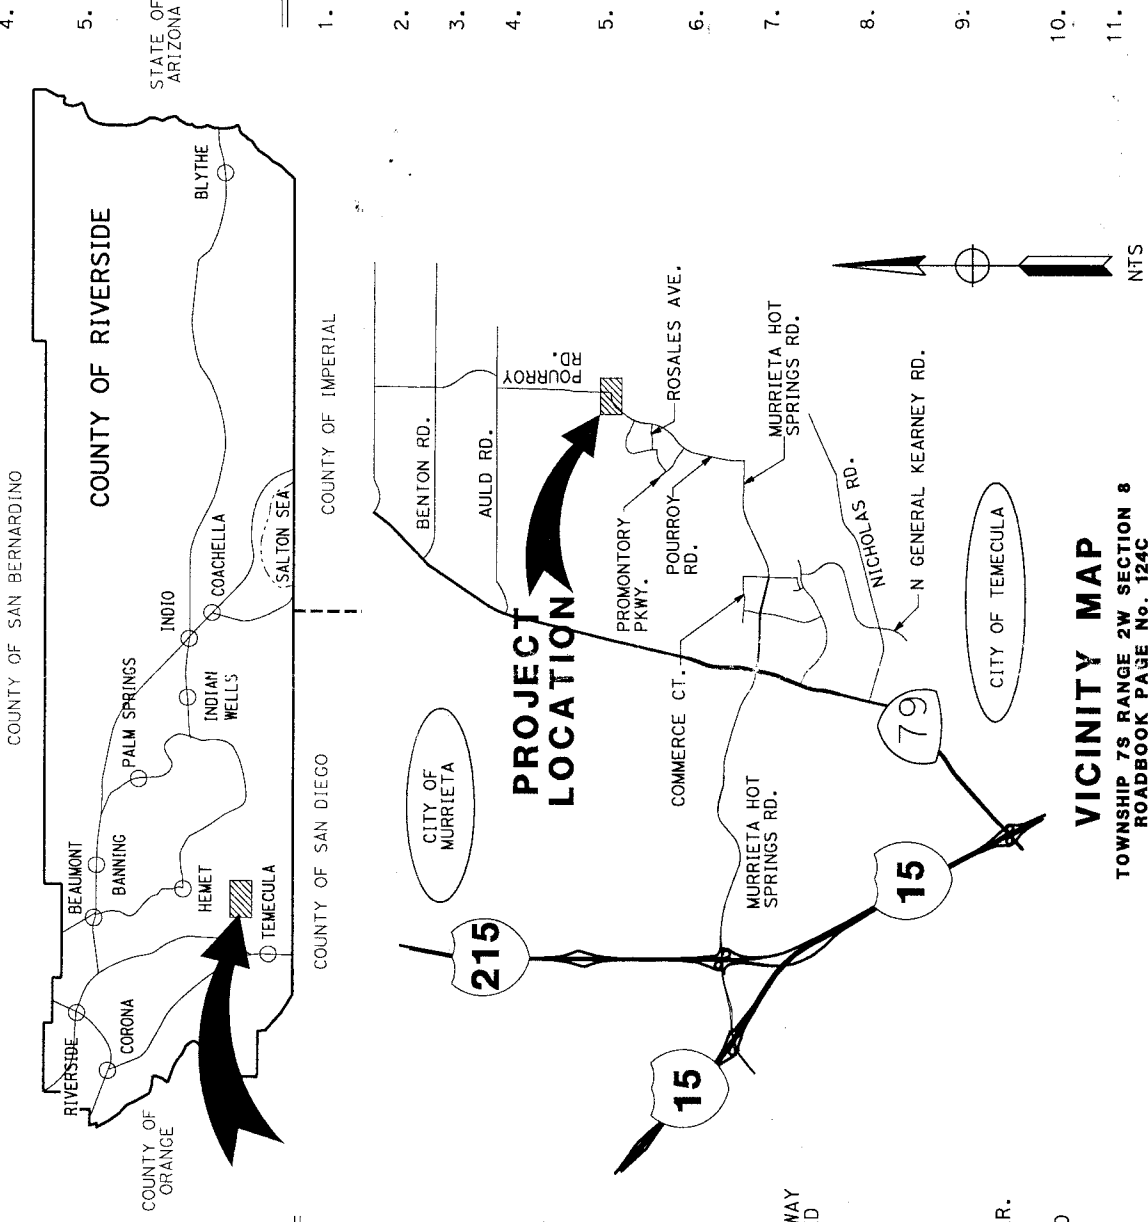 4.
5.
1.
2.
3.
4.
5.
6.
7.
8.
9.
10.
11.
COUNTY OF SAN BERNARDINO
STATE OF
ARIZONA
COUNTY OF RIVERSIDE
BLYTHE
INDIO
COACHELLA
SALTON SEA
PALM SPRINGS
INDIAN
WELLS
BEAUMONT
BANNING
HEMET
TEMECULA
RIVERSIDE
CORONA
COUNTY OF
ORANGE
COUNTY OF SAN DIEGO
COUNTY OF IMPERIAL
BENTON RD.
AULD RD.
POURROY
RD.
ROSALES AVE.
PROMONTORY
PKWY.
POURROY
RD.
MURRIETA HOT
SPRINGS RD.
PROJECT
LOCATION
CITY OF
MURRIETA
COMMERCE CT.
NICHOLAS RD.
N GENERAL KEARNEY RD.
MURRIETA HOT
SPRINGS RD.
CITY OF TEMECULA
215
15
15
79
NTS
VICINITY MAP
TOWNSHIP 7S RANGE 2W SECTION 8
ROADBOOK PAGE No. 124C
WAY
R.